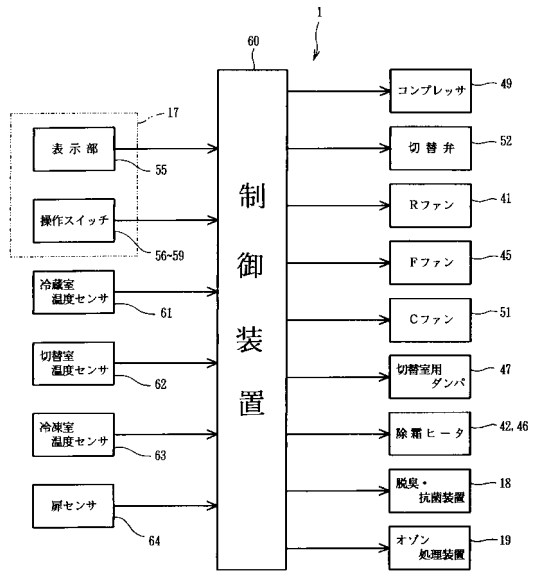 1
60
17
表示部
55
操作スイッチ
56~59
冷蔵室
温度センサ
61
切替室
温度センサ
62
冷凍室
温度センサ
63
扉センサ
64
制御装置
コンプレッサ
49
切替弁
52
Rファン
41
Fファン
45
Cファン
51
切替室用
ダンパ
47
除霜ヒータ
42,46
脱臭・
抗菌装置
18
オゾン
処理装置
19